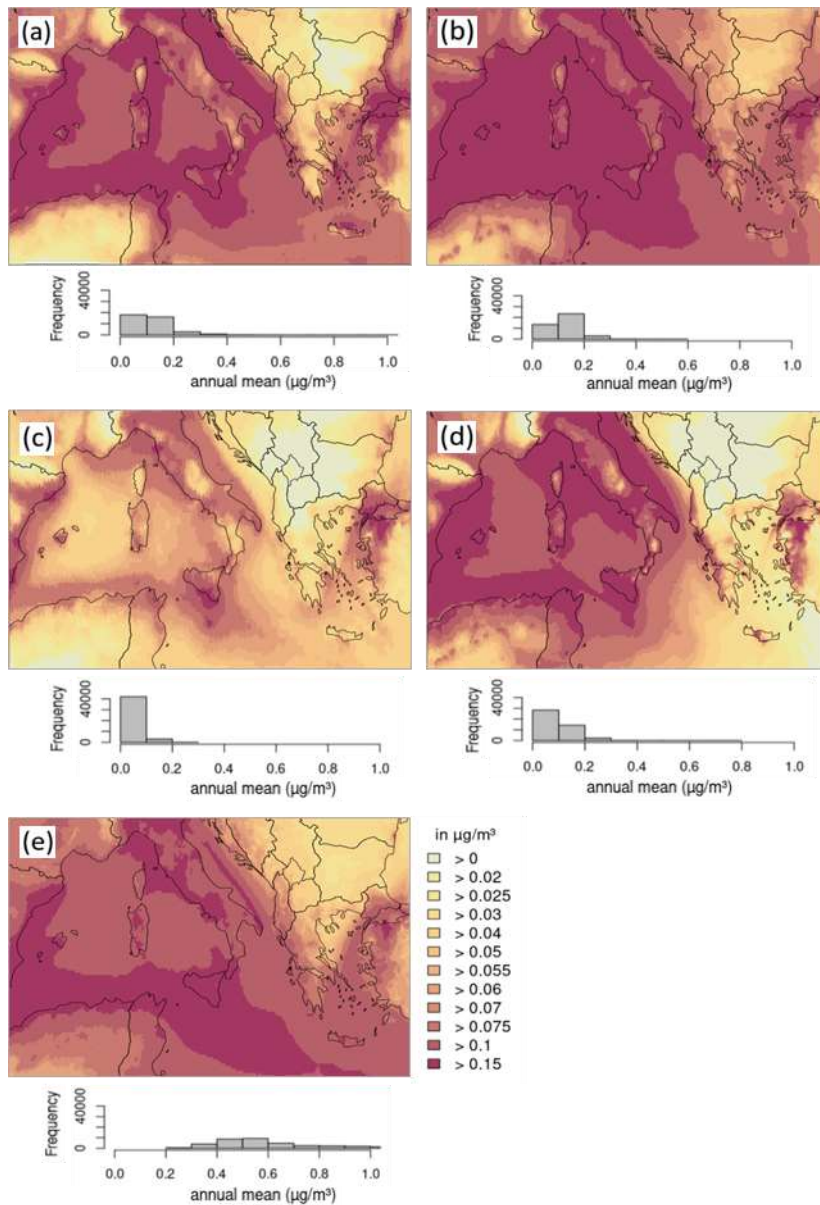 (a)
(b)
Frequency
0 40000
0.0 0.2 0.4 0.6 0.8 1.0
annual mean (µg/m³)
Frequency
0 40000
0.0 0.2 0.4 0.6 0.8 1.0
annual mean (µg/m³)
(c)
(d)
Frequency
0 40000
0.0 0.2 0.4 0.6 0.8 1.0
annual mean (µg/m³)
Frequency
0 40000
0.0 0.2 0.4 0.6 0.8 1.0
annual mean (µg/m³)
(e)
in µg/m³
> 0
> 0.02
> 0.025
> 0.03
> 0.04
> 0.05
> 0.055
> 0.06
> 0.07
> 0.075
> 0.1
> 0.15
Frequency
0 40000
0.0 0.2 0.4 0.6 0.8 1.0
annual mean (µg/m³)